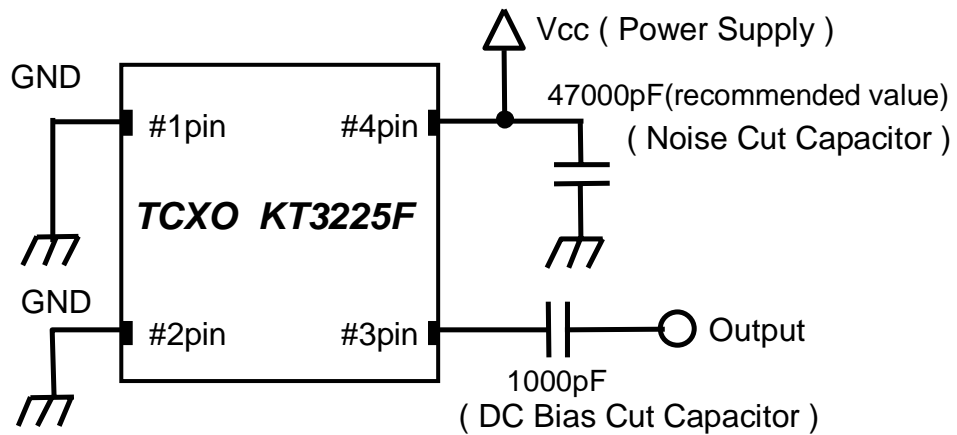 Vcc ( Power Supply )
GND
47000pF(recommended value)
( Noise Cut Capacitor )
#1pin
#4pin
TCXO KT3225F
GND
#2pin
#3pin
Output
1000pF
( DC Bias Cut Capacitor )